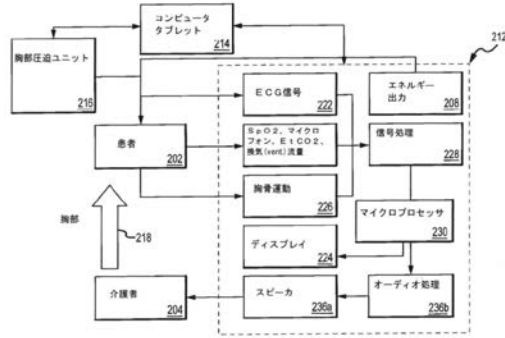 コンピュータ
タブレット
214
212
胸部圧迫ユニット
216
ECG信号
222
エネルギー
出力
208
患者
202
SpO2、マイクロ
フォン、EtCO2、
換気(vent)流量
信号処理
228
胸骨運動
226
胸部
218
マイクロプロセッサ
230
ディスプレイ
224
介護者
204
スピーカ
236a
オーディオ処理
236b